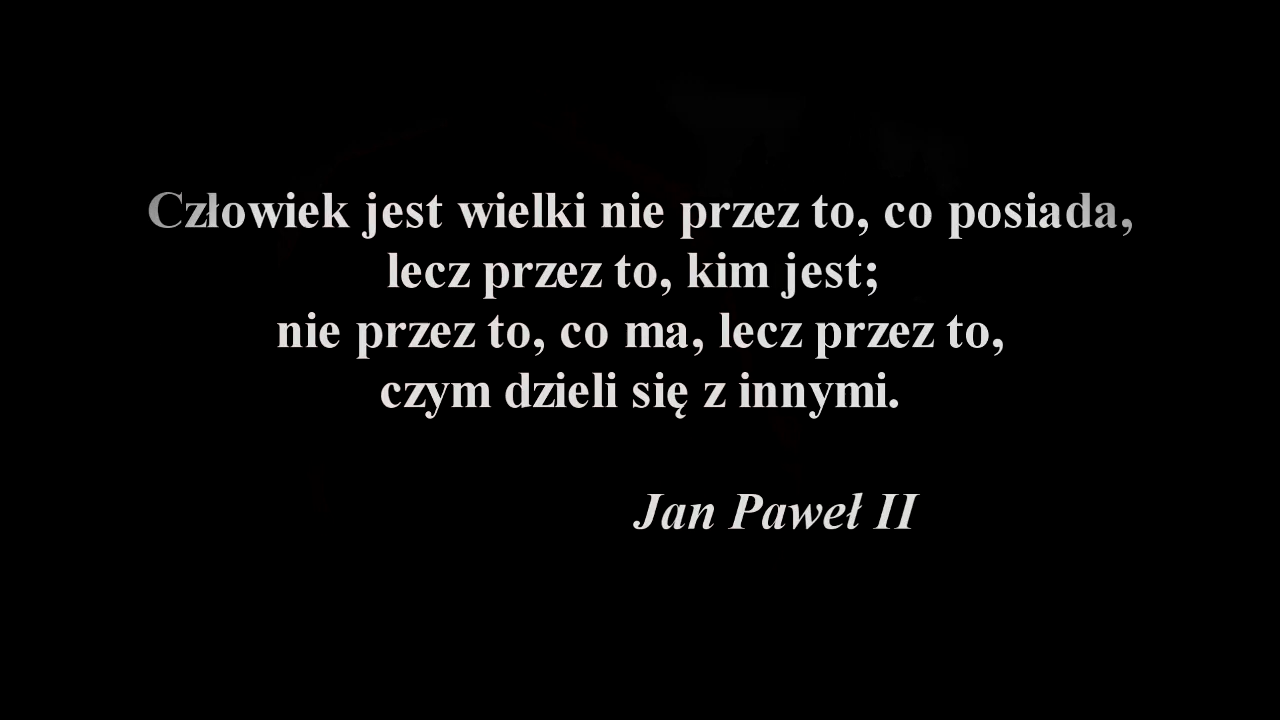 Człowiek jest wielki nie przez to, co posiada,
lecz przez to, kim jest;
nie przez to, co ma, lecz przez to,
czym dzieli się z innymi.
Jan Paweł II